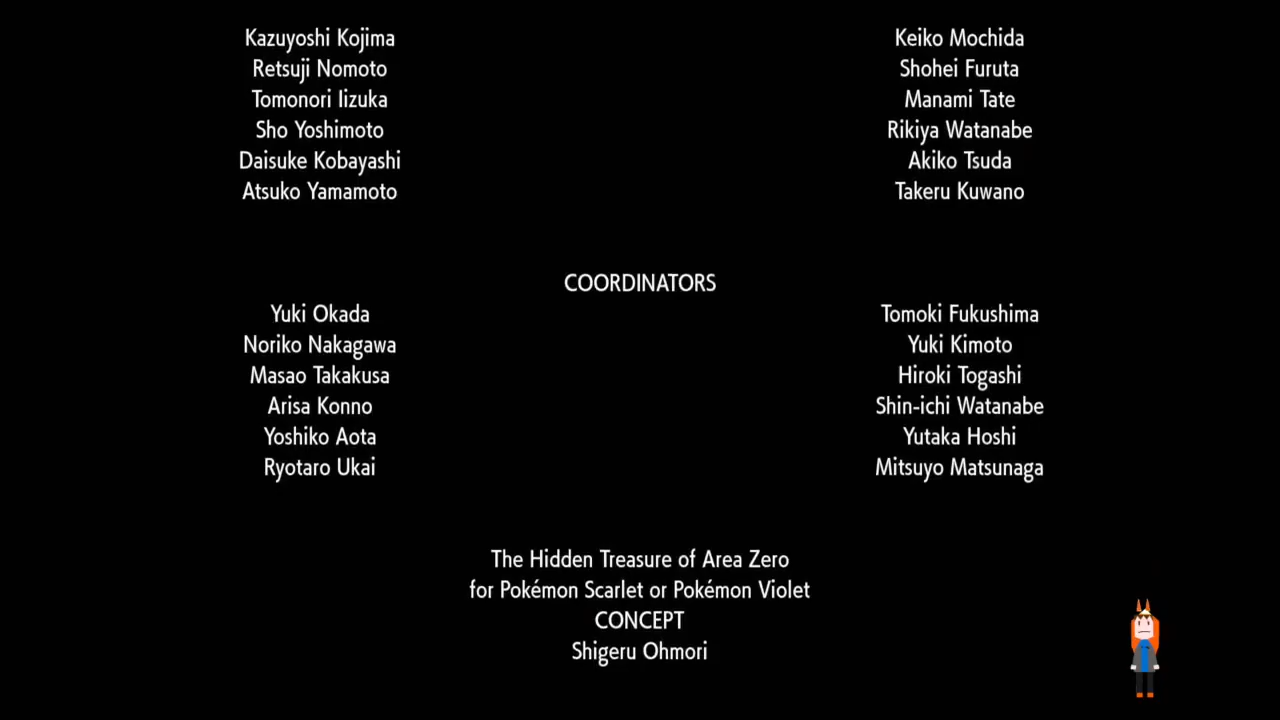 Kazuyoshi Kojima
Retsuji Nomoto
Tomonori Iizuka
Sho Yoshimoto
Daisuke Kobayashi
Atsuko Yamamoto
Keiko Mochida
Shohei Furuta
Manami Tate
Rikiya Watanabe
Akiko Tsuda
Takeru Kuwano
COORDINATORS
Yuki Okada
Noriko Nakagawa
Masao Takakusa
Arisa Konno
Yoshiko Aota
Ryotaro Ukai
Tomoki Fukushima
Yuki Kimoto
Hiroki Togashi
Shin-ichi Watanabe
Yutaka Hoshi
Mitsuyo Matsunaga
The Hidden Treasure of Area Zero
for Pokémon Scarlet or Pokémon Violet
CONCEPT
Shigeru Ohmori